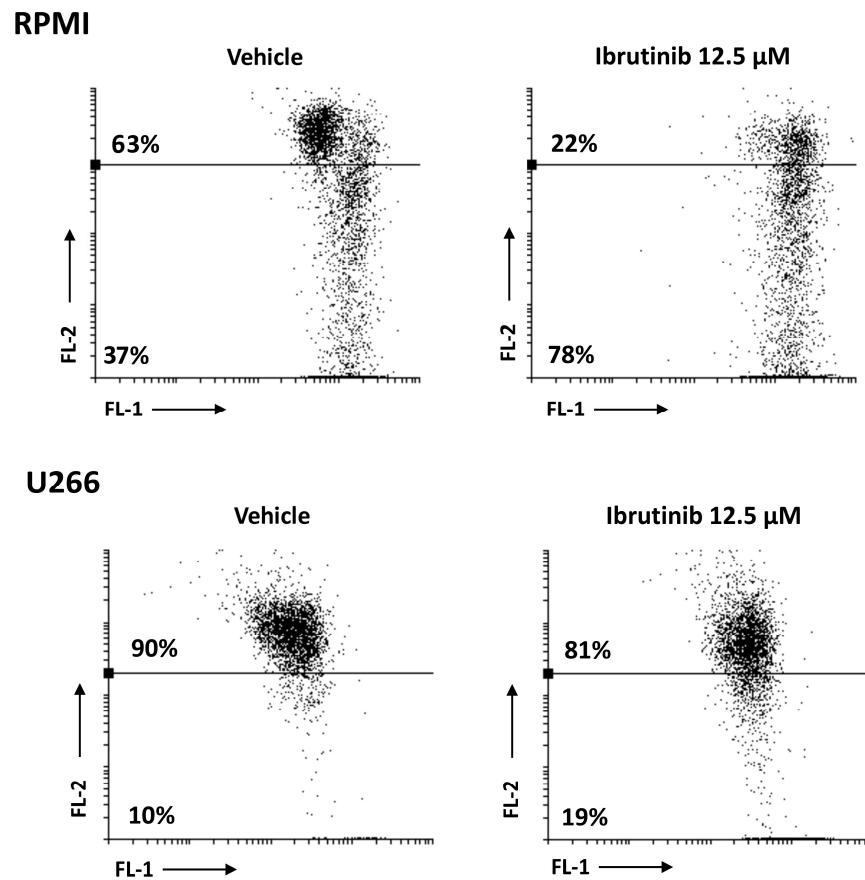 RPMI
Vehicle
Ibrutinib 12.5 µM
63%
22%
FL-2
FL-2
37%
78%
FL-1
FL-1
U266
Vehicle
Ibrutinib 12.5 µM
90%
81%
FL-2
FL-2
10%
19%
FL-1
FL-1